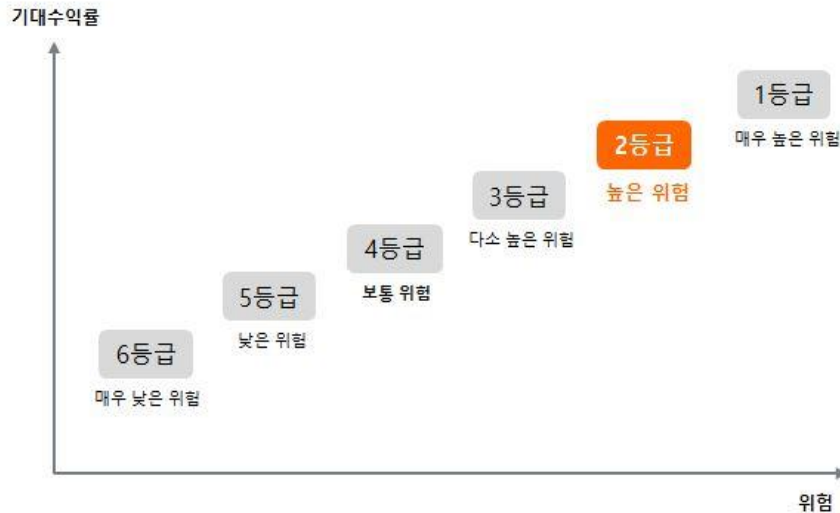 기대수익률
1등급
매우 높은 위험
2등급
높은 위험
3등급
다소 높은 위험
4등급
보통 위험
5등급
낮은 위험
6등급
매우 낮은 위험
위험